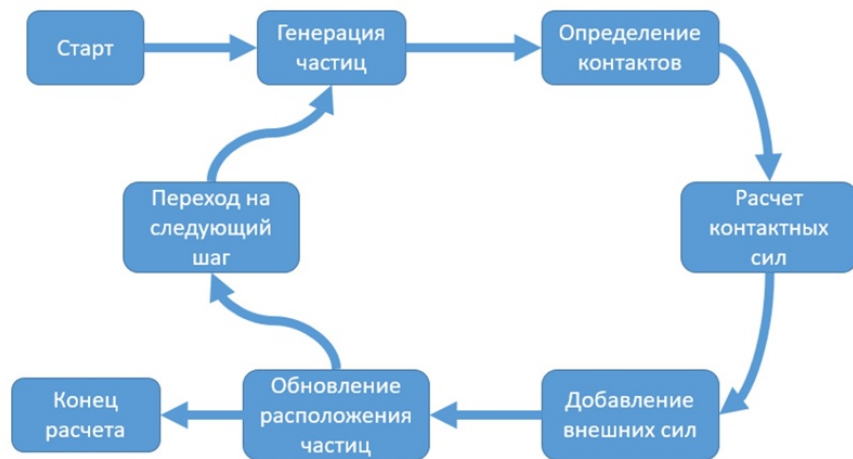 Старт
Генерация
частиц
Определение
контактов
Расчет
контактных
сил
Добавление
внешних сил
Обновление
расположения
частиц
Переход на
следующий
шаг
Конец
расчета